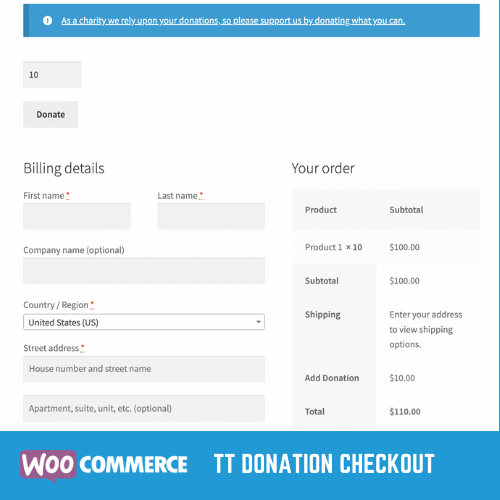 As a charity we rely upon your donations, so please support us by donating what you can.
10
Donate
Billing details
First name *
Last name *
Company name (optional)
Country / Region *
United States (US)
Street address *
House number and street name
Apartment, suite, unit, etc. (optional)
Your order
Product Subtotal
Product 1 × 10 $100.00
Subtotal $100.00
Shipping Enter your address
to view shipping
options.
Add Donation $10.00
Total $110.00
WOO COMMERCE TT DONATION CHECKOUT